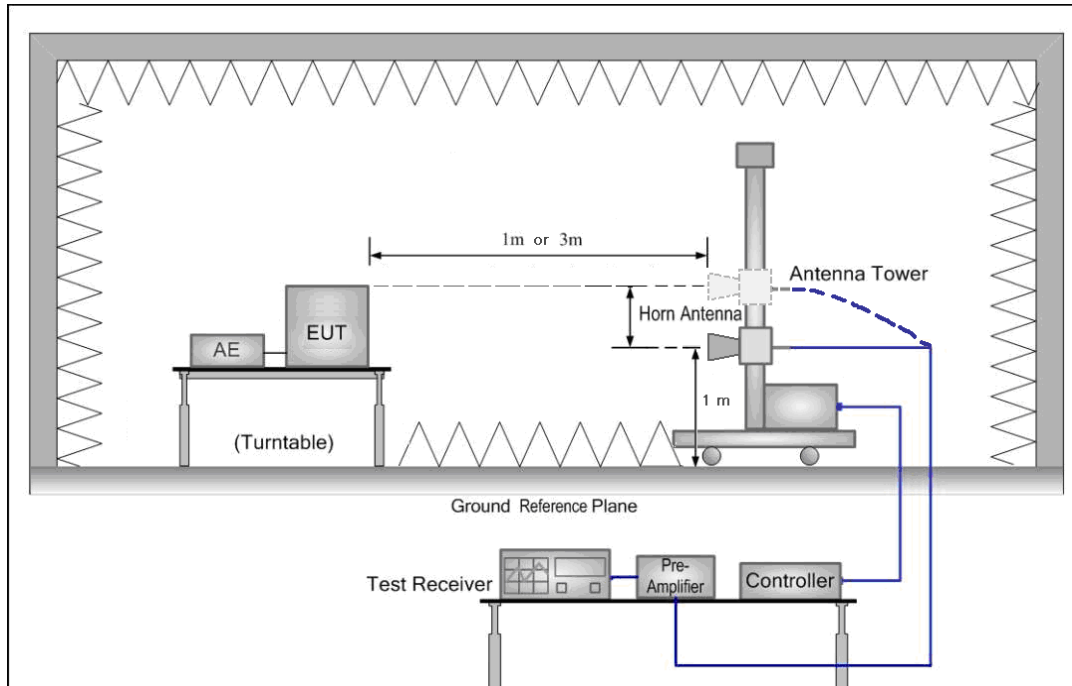 1m or 3m
Antenna Tower
Horn Antenna
EUT
AE
1 m
(Turntable)
Ground Reference Plane
Test Receiver
Pre-
Amplifier
Controller